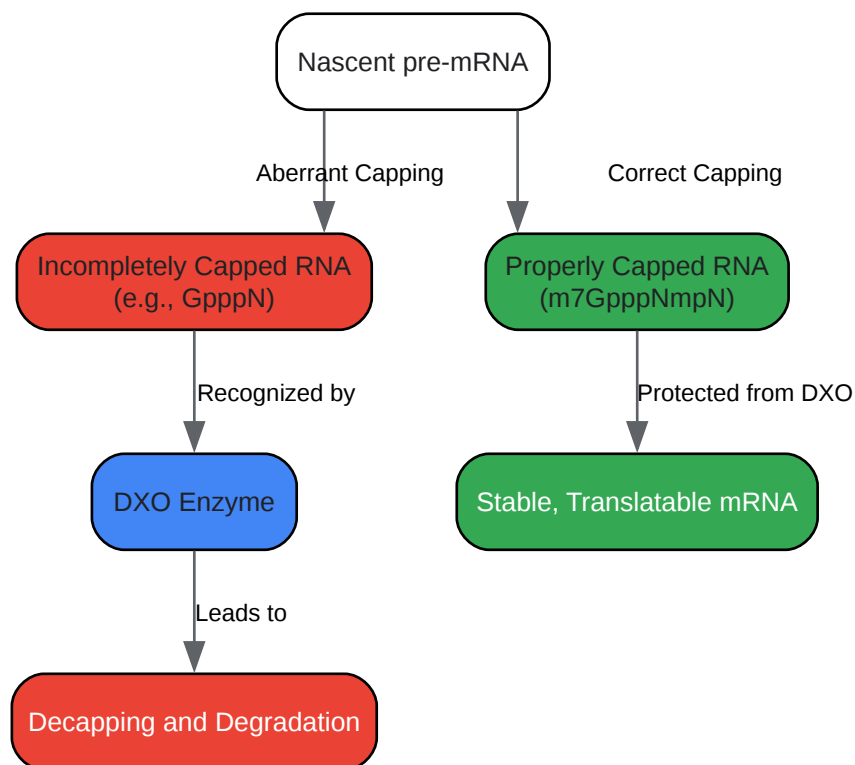 Nascent pre-mRNA
Aberrant Capping
Correct Capping
Incompletely Capped RNA
(e.g., GpppN)
Properly Capped RNA
(m7GpppNmpN)
Recognized by
Protected from DXO
DXO Enzyme
Stable, Translatable mRNA
Leads to
Decapping and Degradation